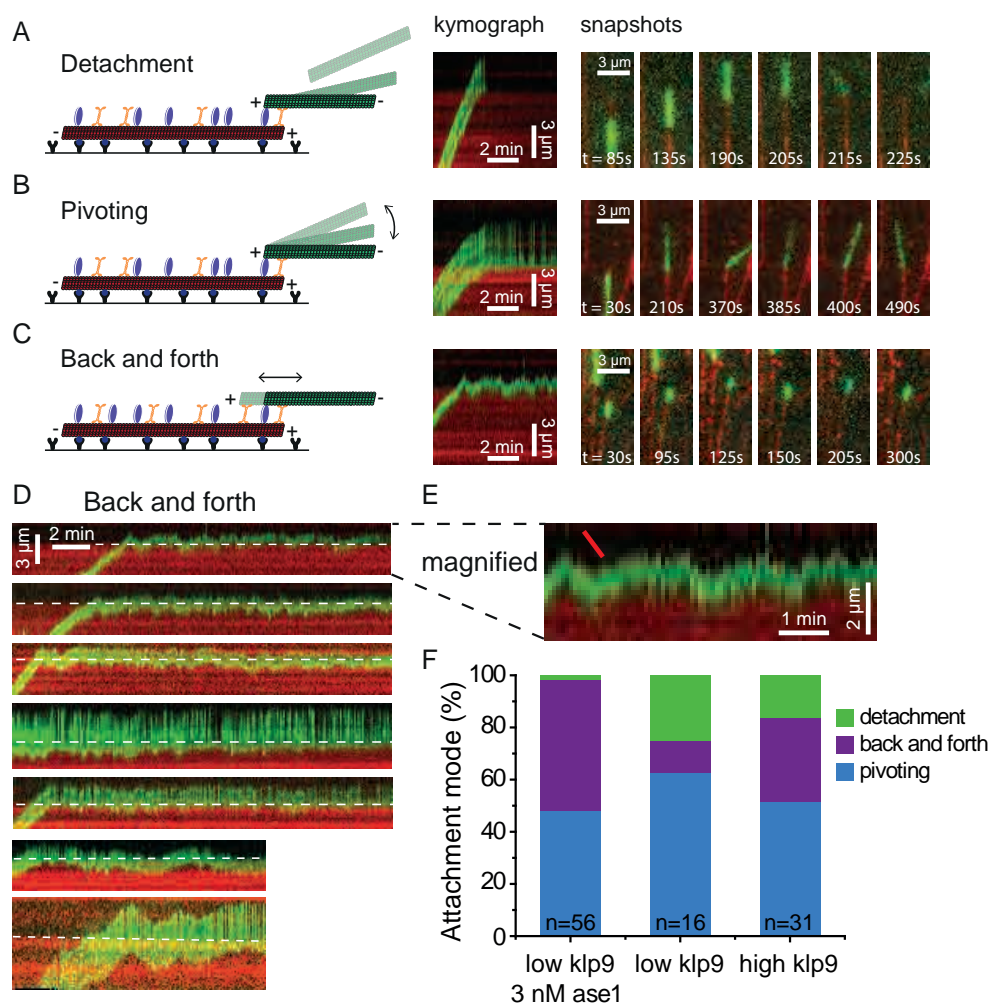 kymograph
snapshots
A
Detachment
+
-
-
+
2 min
3 µm
3 µm
t = 85s
135s
190s
205s
215s
225s
B
Pivoting
+
-
-
+
2 min
3 µm
3 µm
t = 30s
210s
370s
385s
400s
490s
C
Back and forth
+
-
-
+
2 min
3 µm
3 µm
t = 30s
95s
125s
150s
205s
300s
D
Back and forth
3 µm
2 min
E
magnified
1 min
2 µm
F
Attachment mode (%)
100
80
60
40
20
0
n=56
n=16
n=31
low klp9
3 nM ase1
low klp9
high klp9
detachment
back and forth
pivoting